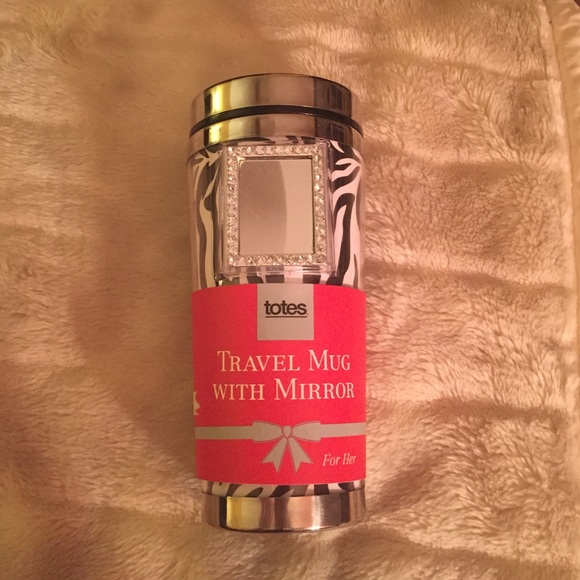 totes
TRAVEL MUG
WITH MIRROR
For Her